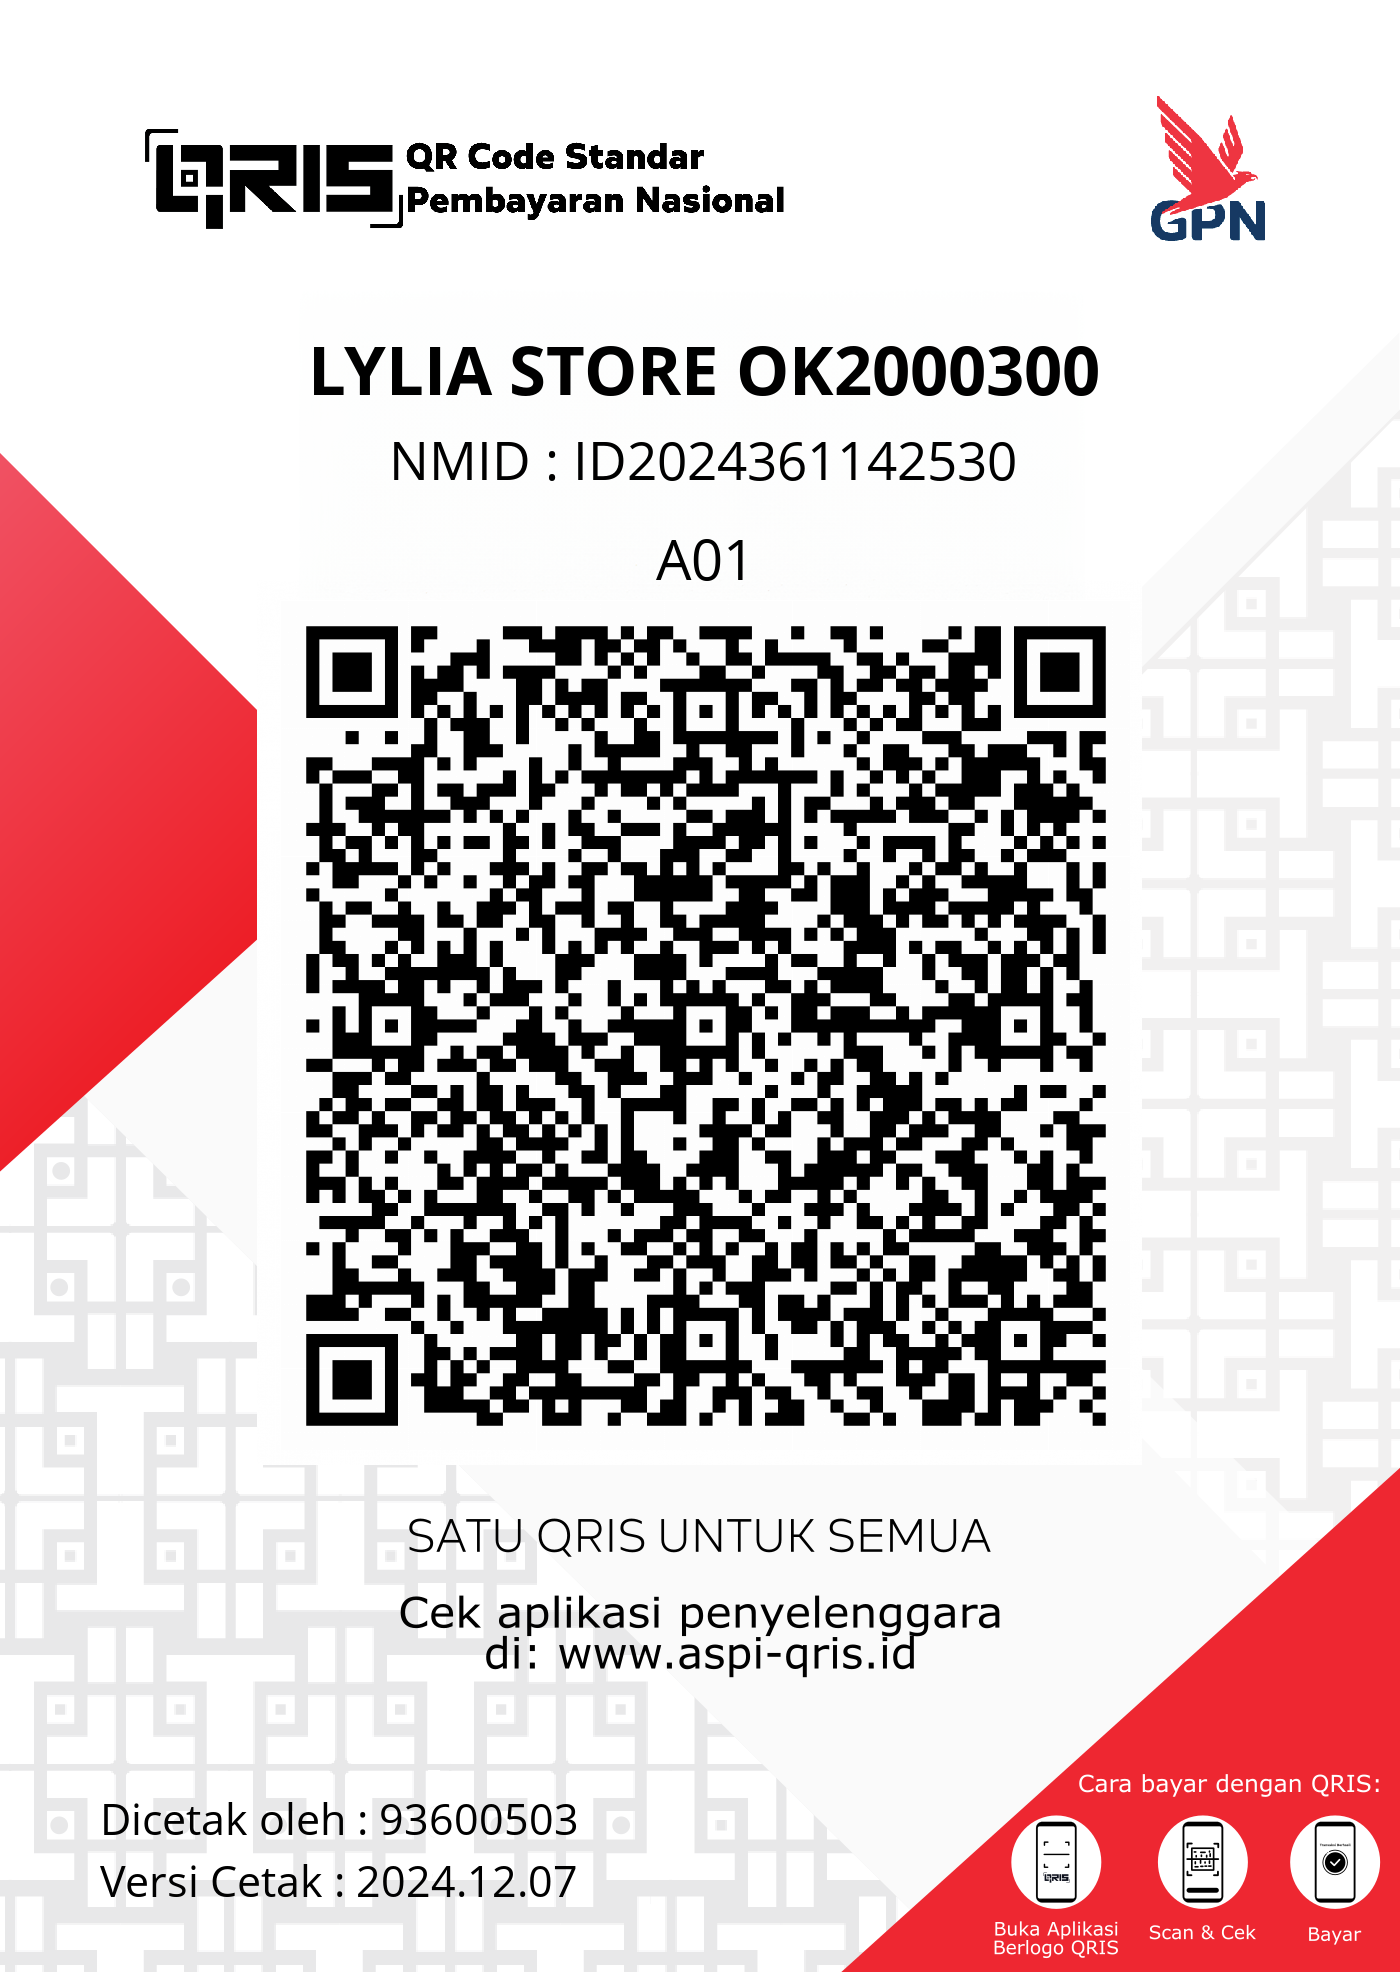 QRIS QR Code Standar
Pembayaran Nasional
GPN
LYLIA STORE OK2000300
NMID : ID2024361142530
A01
SATU QRIS UNTUK SEMUA
Cek aplikasi penyelenggara
di: www.aspi-qris.id
Dicetak oleh : 93600503
Versi Cetak : 2024.12.07
Cara bayar dengan QRIS:
QRIS
Buka Aplikasi
Berlogo QRIS
Scan & Cek
Bayar